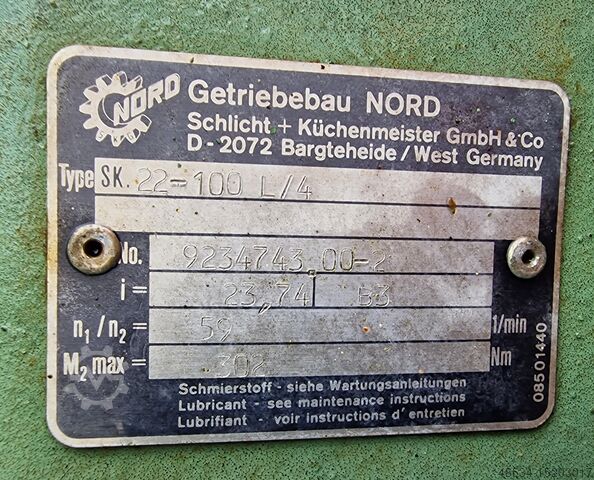 NORD
Getriebebau NORD
Schlicht + Küchenmeister GmbH & Co
D-2072 Bargteheide / West Germany
Type SK. 22-100 L/4
No. 9234743.00-2
i = 23,74 B3
n1 / n2 = 59 1/min
M2 max = 302 Nm
Schmierstoff - siehe Wartungsanleitungen
Lubricant - see maintenance instructions
Lubrifiant - voir instructions d'entretien
08501440